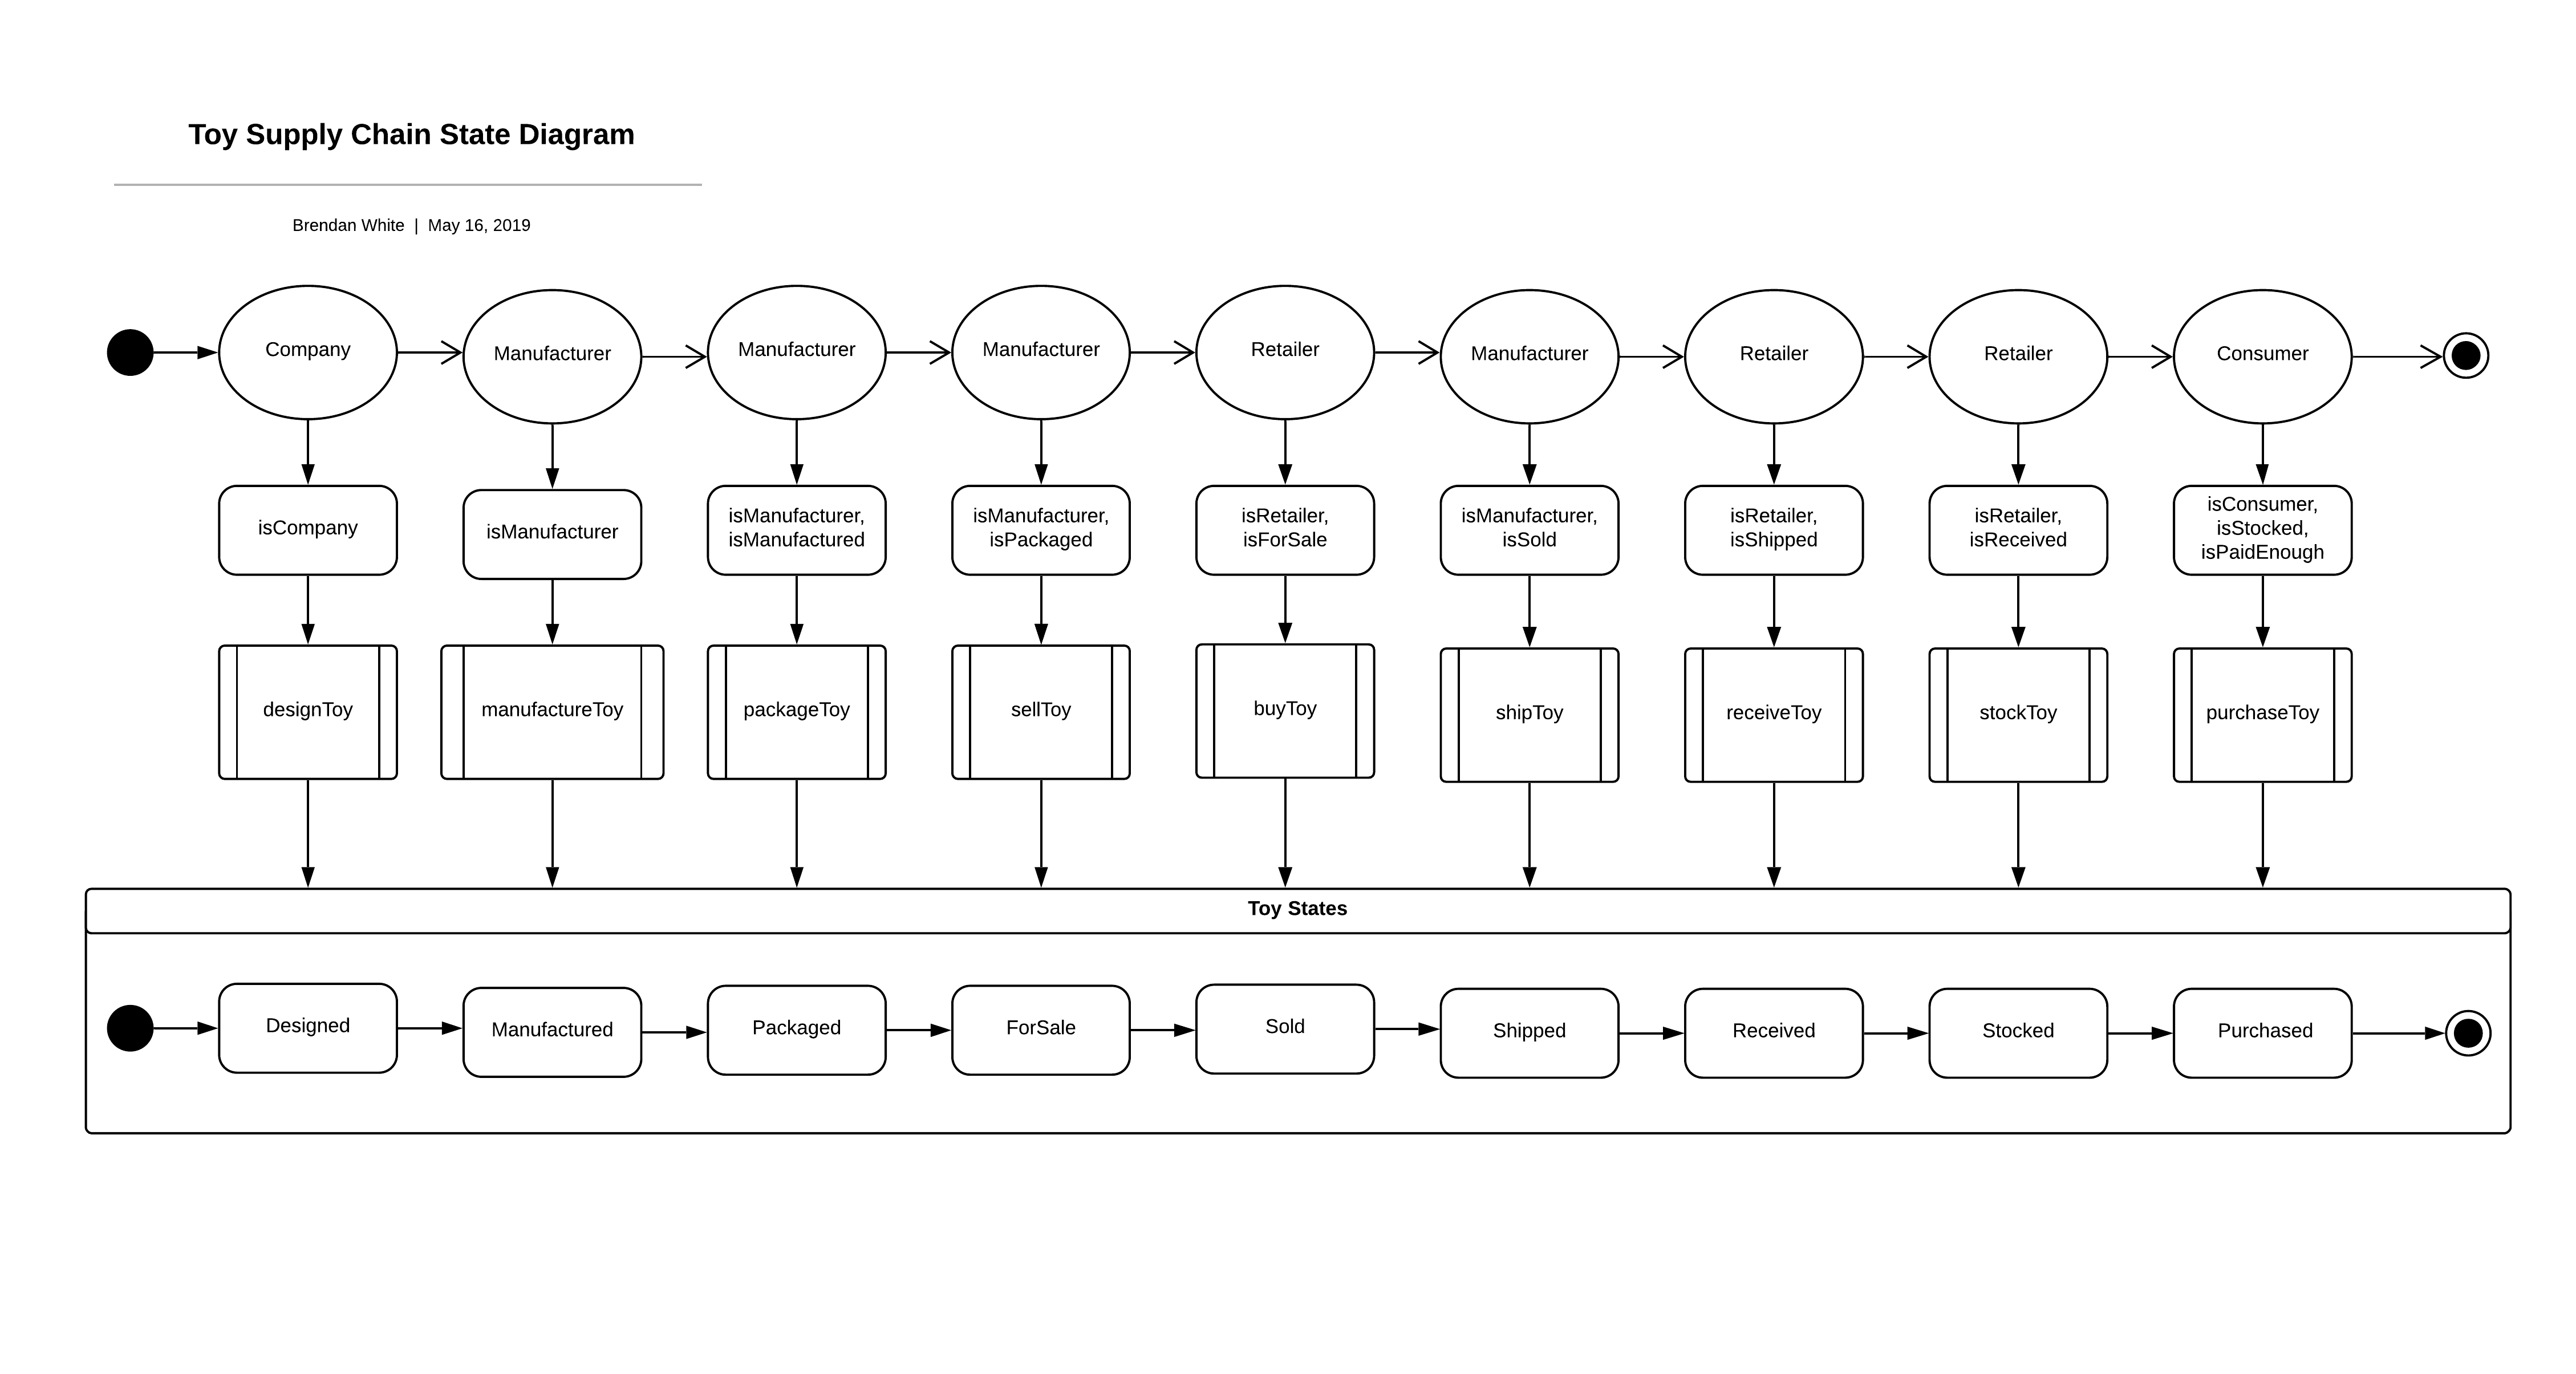 Toy Supply Chain State Diagram
Brendan White | May 16, 2019
Company
Manufacturer
Manufacturer
Manufacturer
Retailer
Manufacturer
Retailer
Retailer
Consumer
isCompany
isManufacturer
isManufacturer,
isManufactured
isManufacturer,
isPackaged
isRetailer,
isForSale
isManufacturer,
isSold
isRetailer,
isShipped
isRetailer,
isReceived
isConsumer,
isStocked,
isPaidEnough
designToy
manufactureToy
packageToy
sellToy
buyToy
shipToy
receiveToy
stockToy
purchaseToy
Toy States
Designed
Manufactured
Packaged
ForSale
Sold
Shipped
Received
Stocked
Purchased